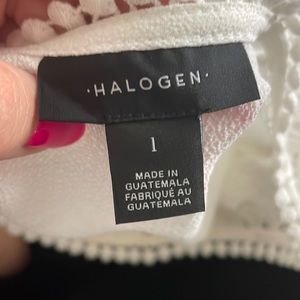 ·HALOGEN·
1
MADE IN
GUATEMALA
FABRIQUÉ AU
GUATEMALA